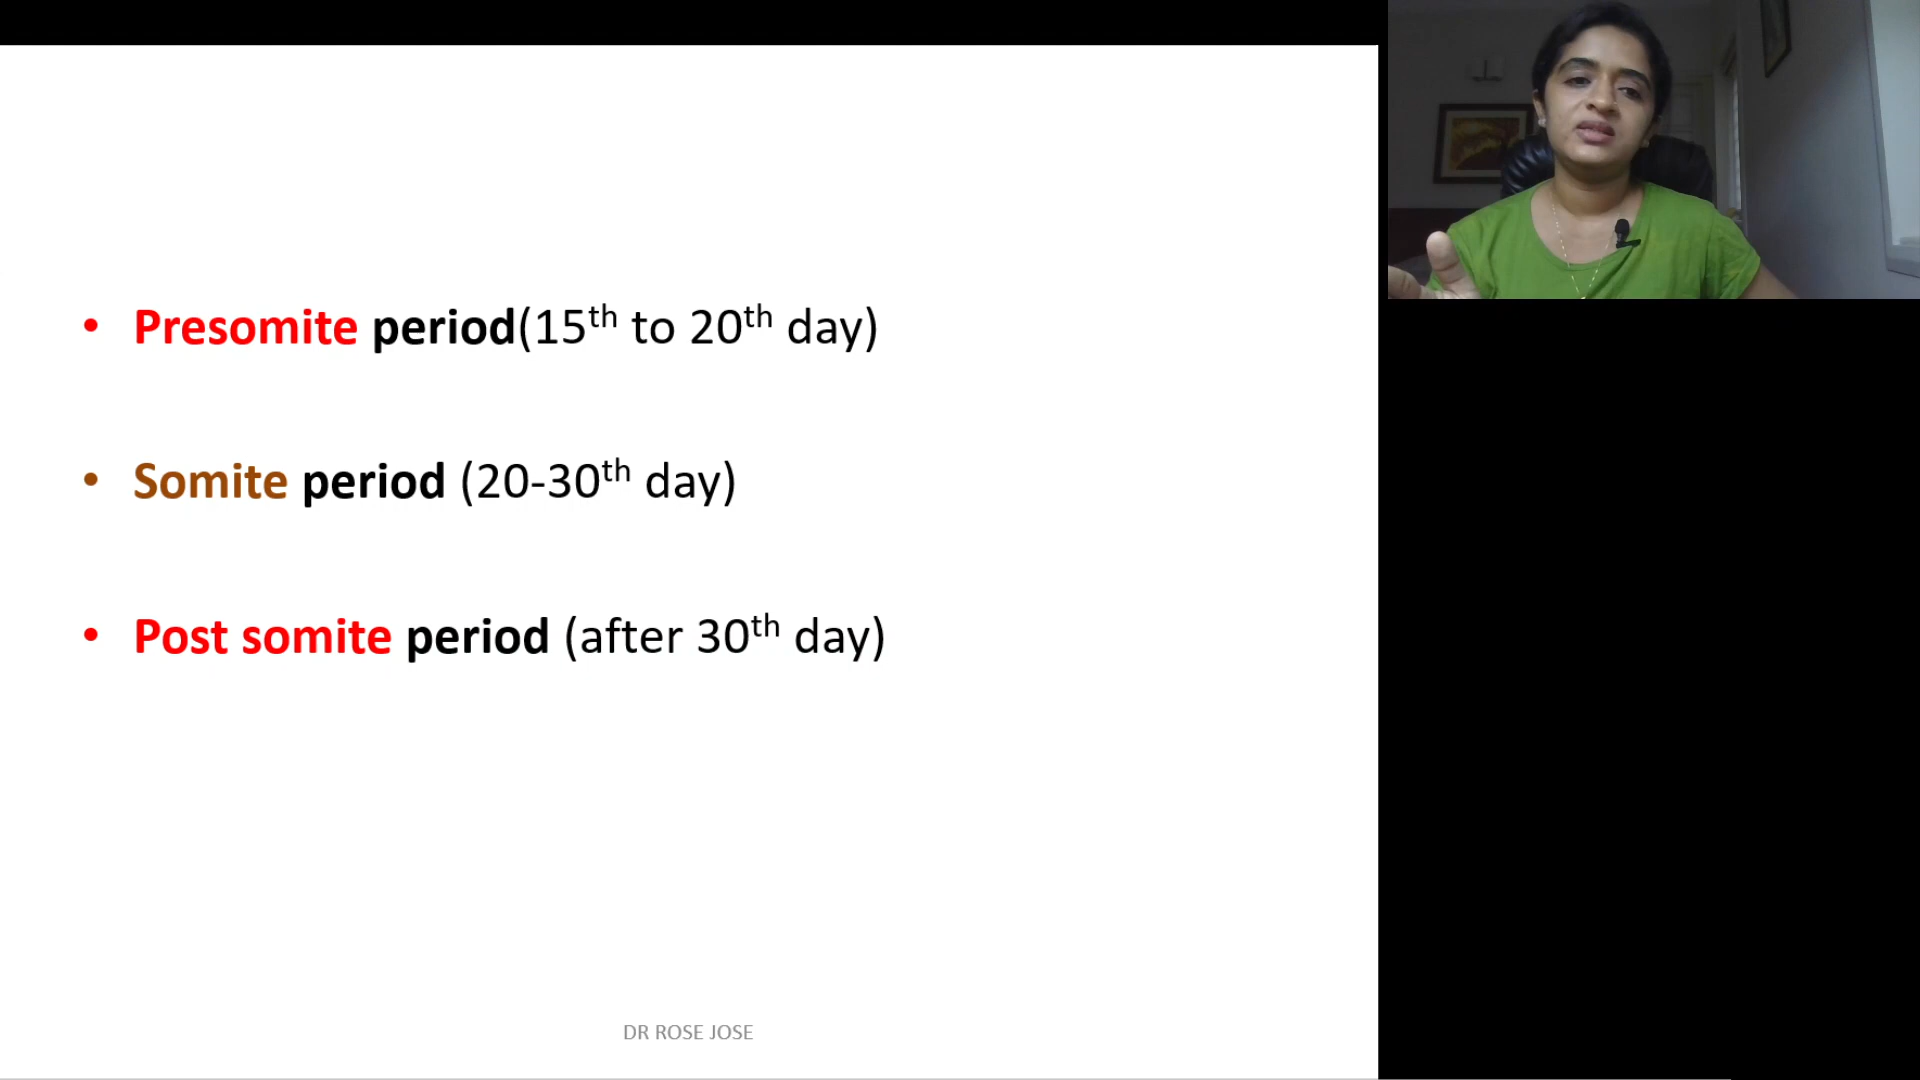 • Presomite period(15th to 20th day)
• Somite period (20-30th day)
• Post somite period (after 30th day)
DR ROSE JOSE